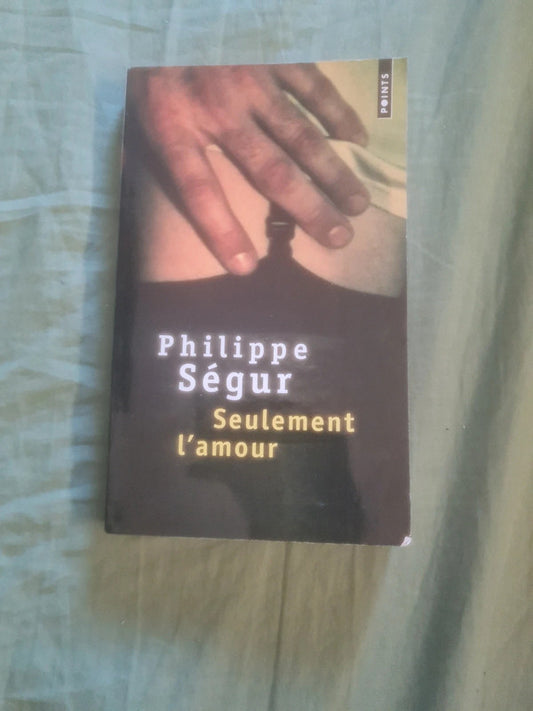 POINTS
Philippe
Ségur
Seulement
l'amour